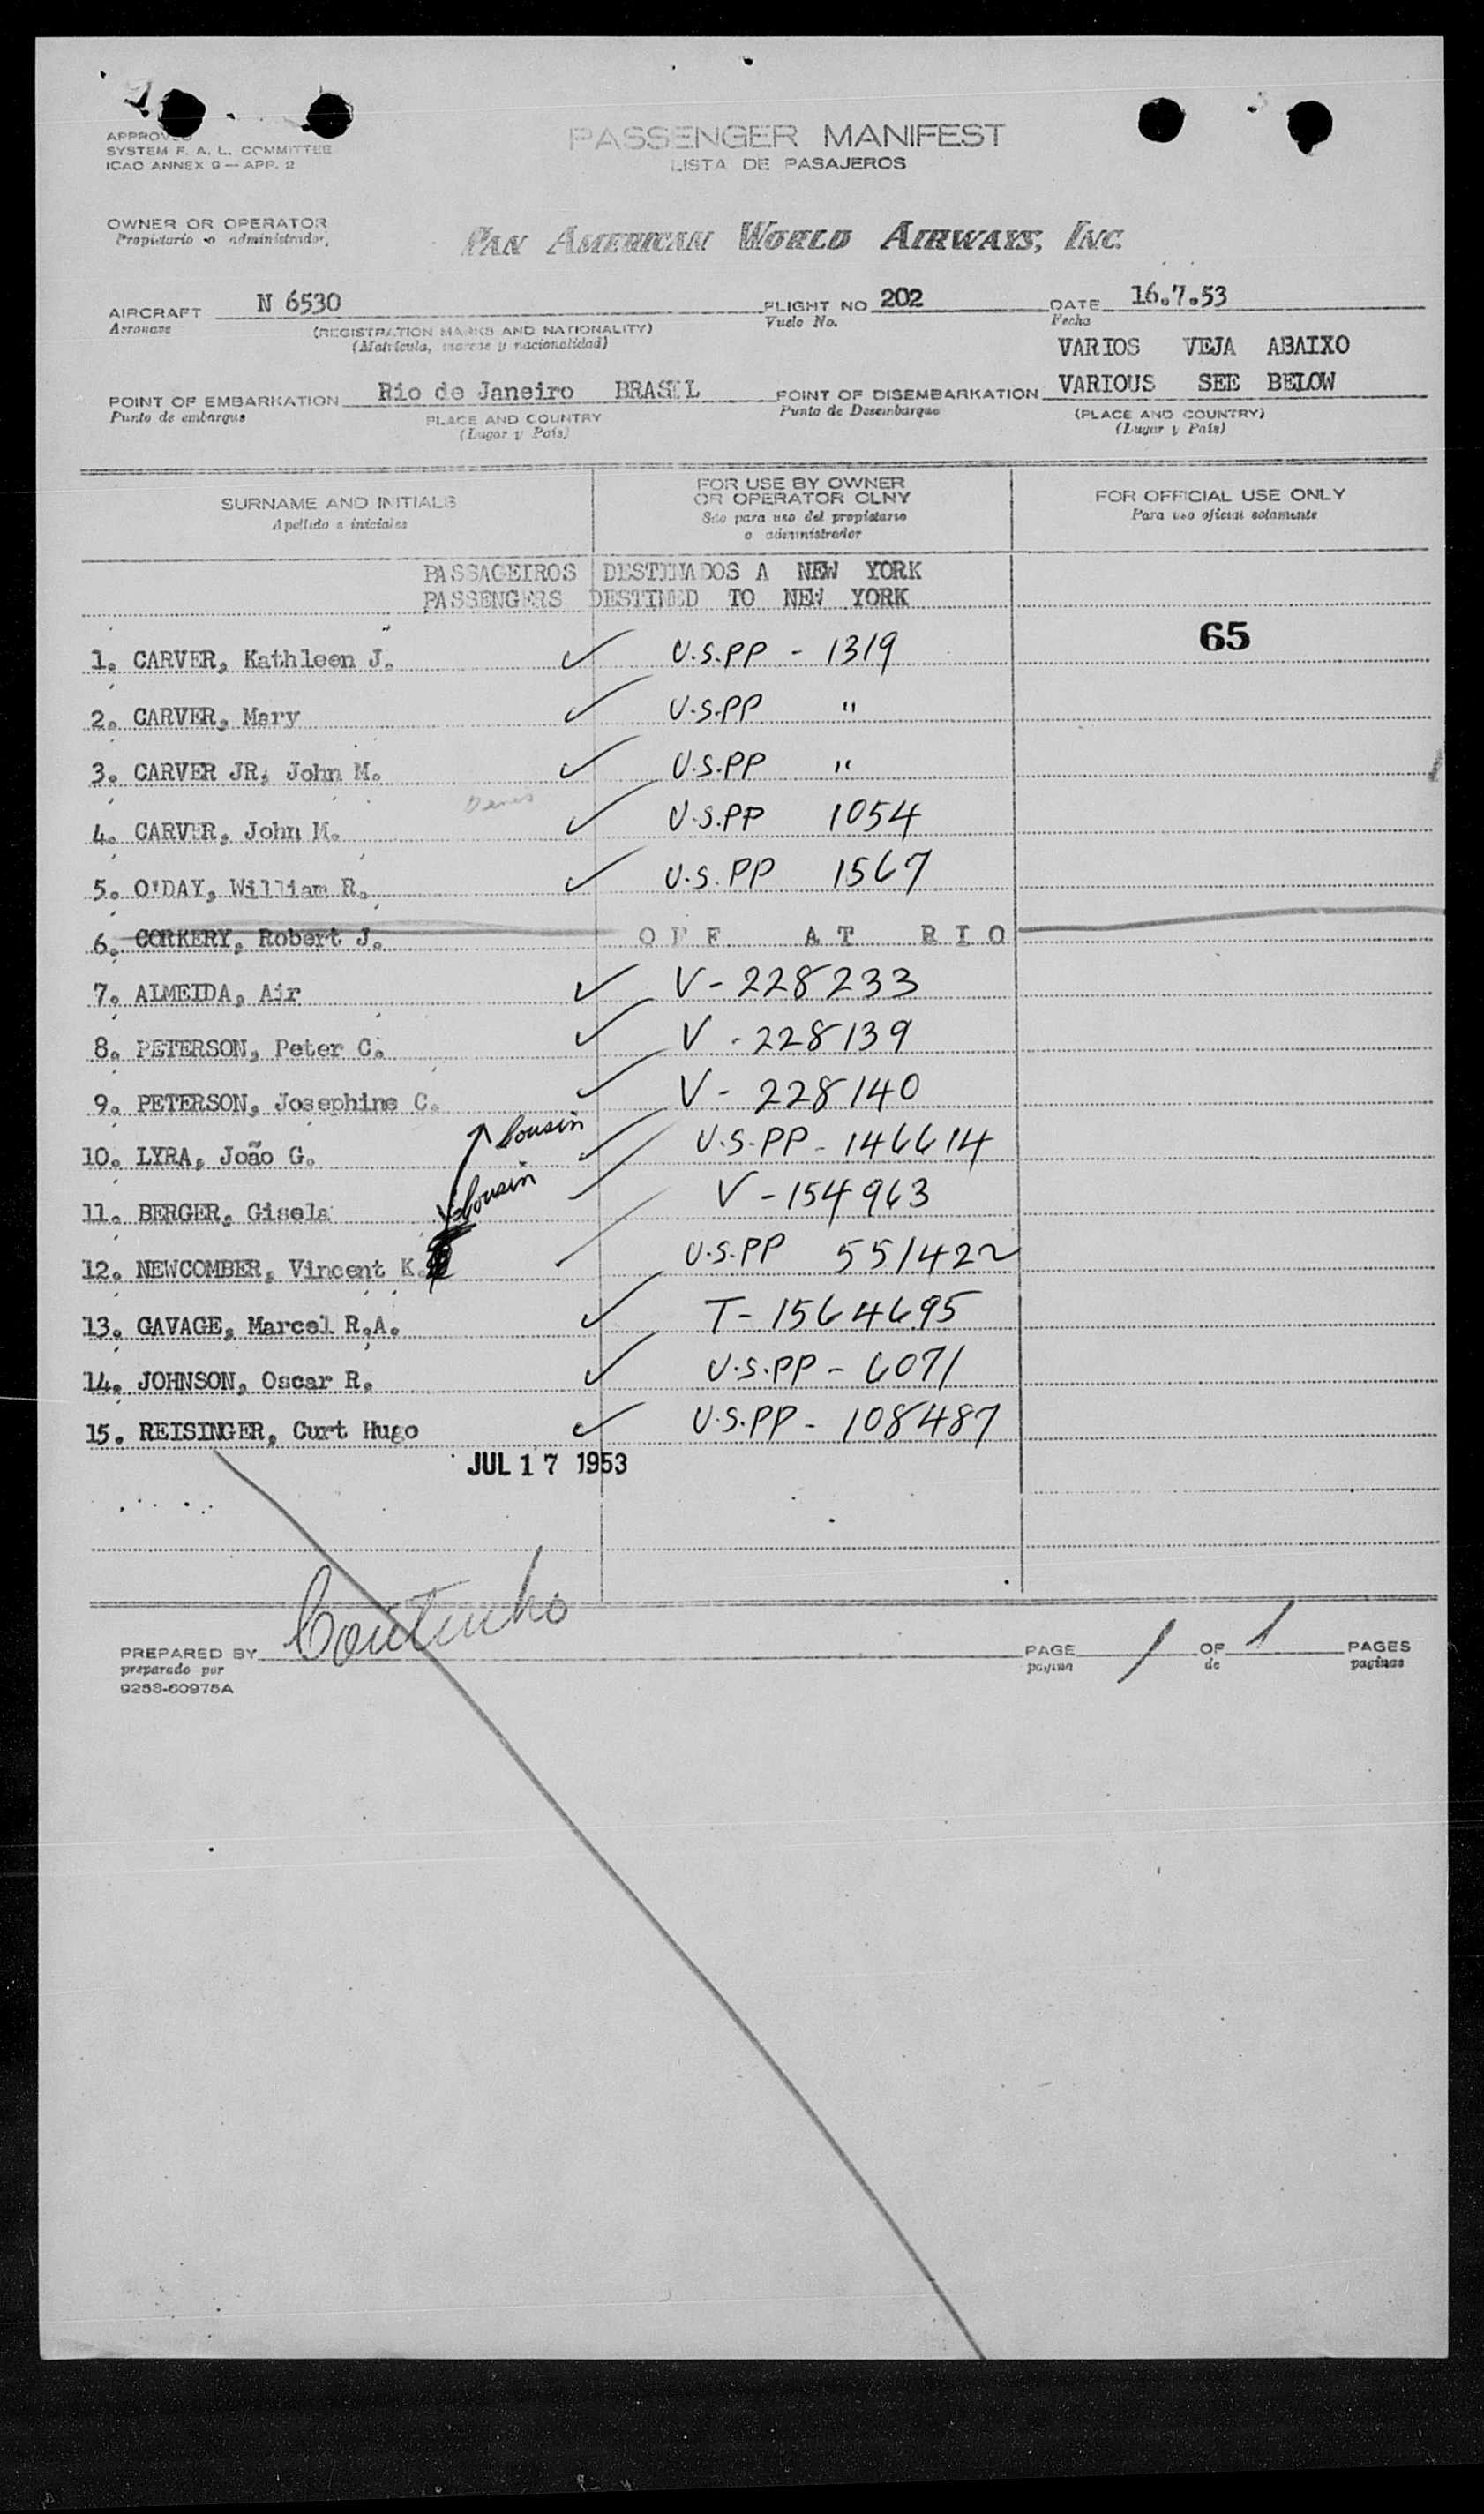 APPROVED
SYSTEM F. A. L. COMMITTEE
ICAO ANNEX 9 — APP. 2
PASSENGER MANIFEST
LISTA DE PASAJEROS
OWNER OR OPERATOR
Propietario o administrador,
PAN AMERICAN WORLD AIRWAYS, INC
AIRCRAFT N 6530 FLIGHT NO 202 DATE 16.7.53
Aeronave (REGISTRATION MARKS AND NATIONALITY) Vuelo No. Fecha
(Matricula, marcas y nacionalidad)
VARIOS VEJA ABAIXO
POINT OF EMBARKATION Rio de Janeiro BRASIL POINT OF DISEMBARKATION VARIOUS SEE BELOW
Punto de embarque PLACE AND COUNTRY Punto de Desembarque (PLACE AND COUNTRY)
(Lugar y Pais) (Lugar y Pais)
SURNAME AND INITIALS FOR USE BY OWNER OR OPERATOR OLNY FOR OFFICIAL USE ONLY
Apellido e iniciales Sólo para uso del propietario o administrador Para uso oficial solamente
PASSAGEIROS DESTINADOS A NEW YORK
PASSENGERS DESTINED TO NEW YORK
65
1. CARVER, Kathleen J. ✓ U.S.PP - 1319
2. CARVER, Mary ✓ U.S.PP "
3. CARVER JR, John M. ✓ U.S.PP "
4. CARVER, John M. ✓ U.S.PP 1054
5. O'DAY, William R. ✓ U.S.PP 1567
6. CORKERY, Robert J. OFF AT RIO
7. ALMEIDA, Air ✓ V-228233
8. PETERSON, Peter C. ✓ V-228139
9. PETERSON, Josephine C. ✓ V-228140
10. LYRA, João G. Cousin ✓ U.S.PP - 146614
11. BERGER, Gisela Cousin V-154963
12. NEWCOMBER, Vincent K. U.S.PP 551422
13. GAVAGE, Marcel R.A. ✓ T-1564695
14. JOHNSON, Oscar R. ✓ U.S.PP - 6071
15. REISINGER, Curt Hugo ✓ U.S.PP - 108487
JUL 17 1953
PREPARED BY Coutinho PAGE 1 OF 1 PAGES
preparado por pagina de paginas
9258-60975A